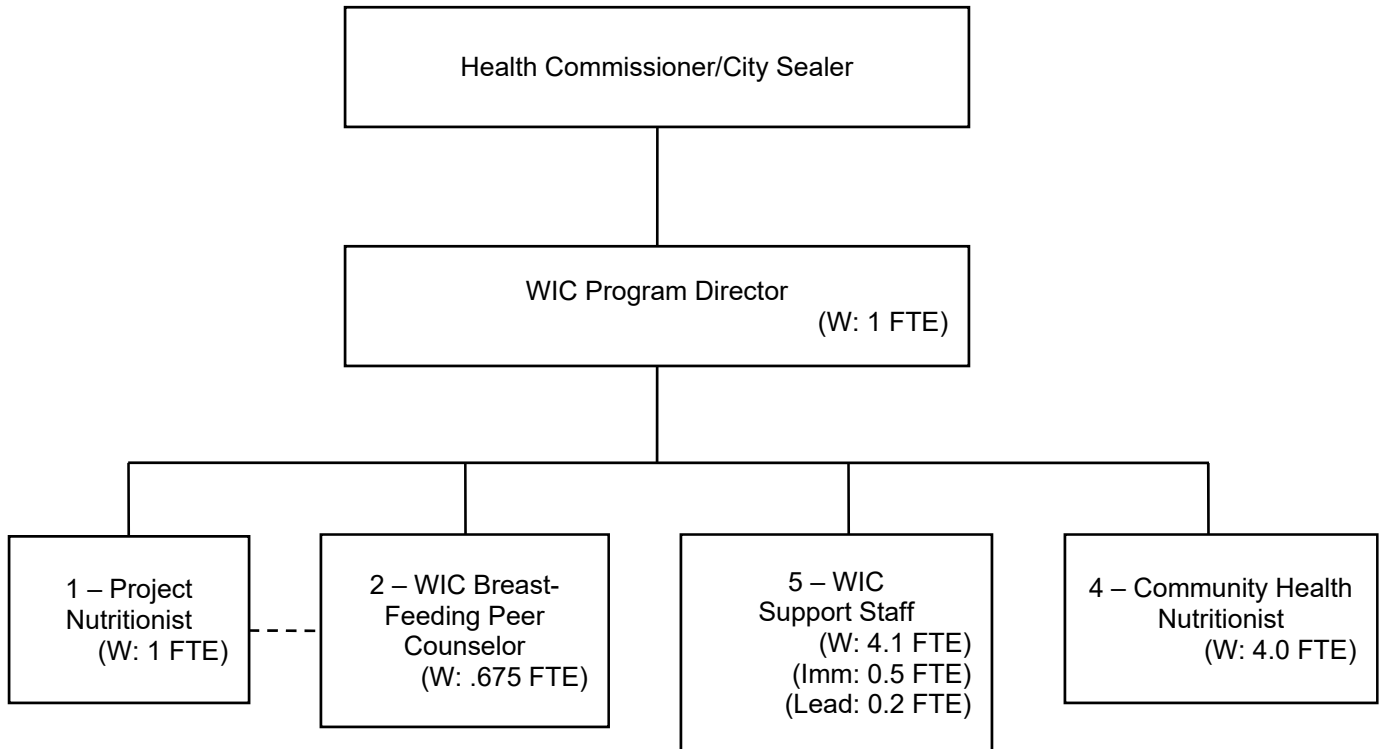 Health Commissioner/City Sealer
WIC Program Director
(W: 1 FTE)
1 – Project
Nutritionist
(W: 1 FTE)
2 – WIC Breast-
Feeding Peer
Counselor
(W: .675 FTE)
5 – WIC
Support Staff
(W: 4.1 FTE)
(Imm: 0.5 FTE)
(Lead: 0.2 FTE)
4 – Community Health
Nutritionist
(W: 4.0 FTE)